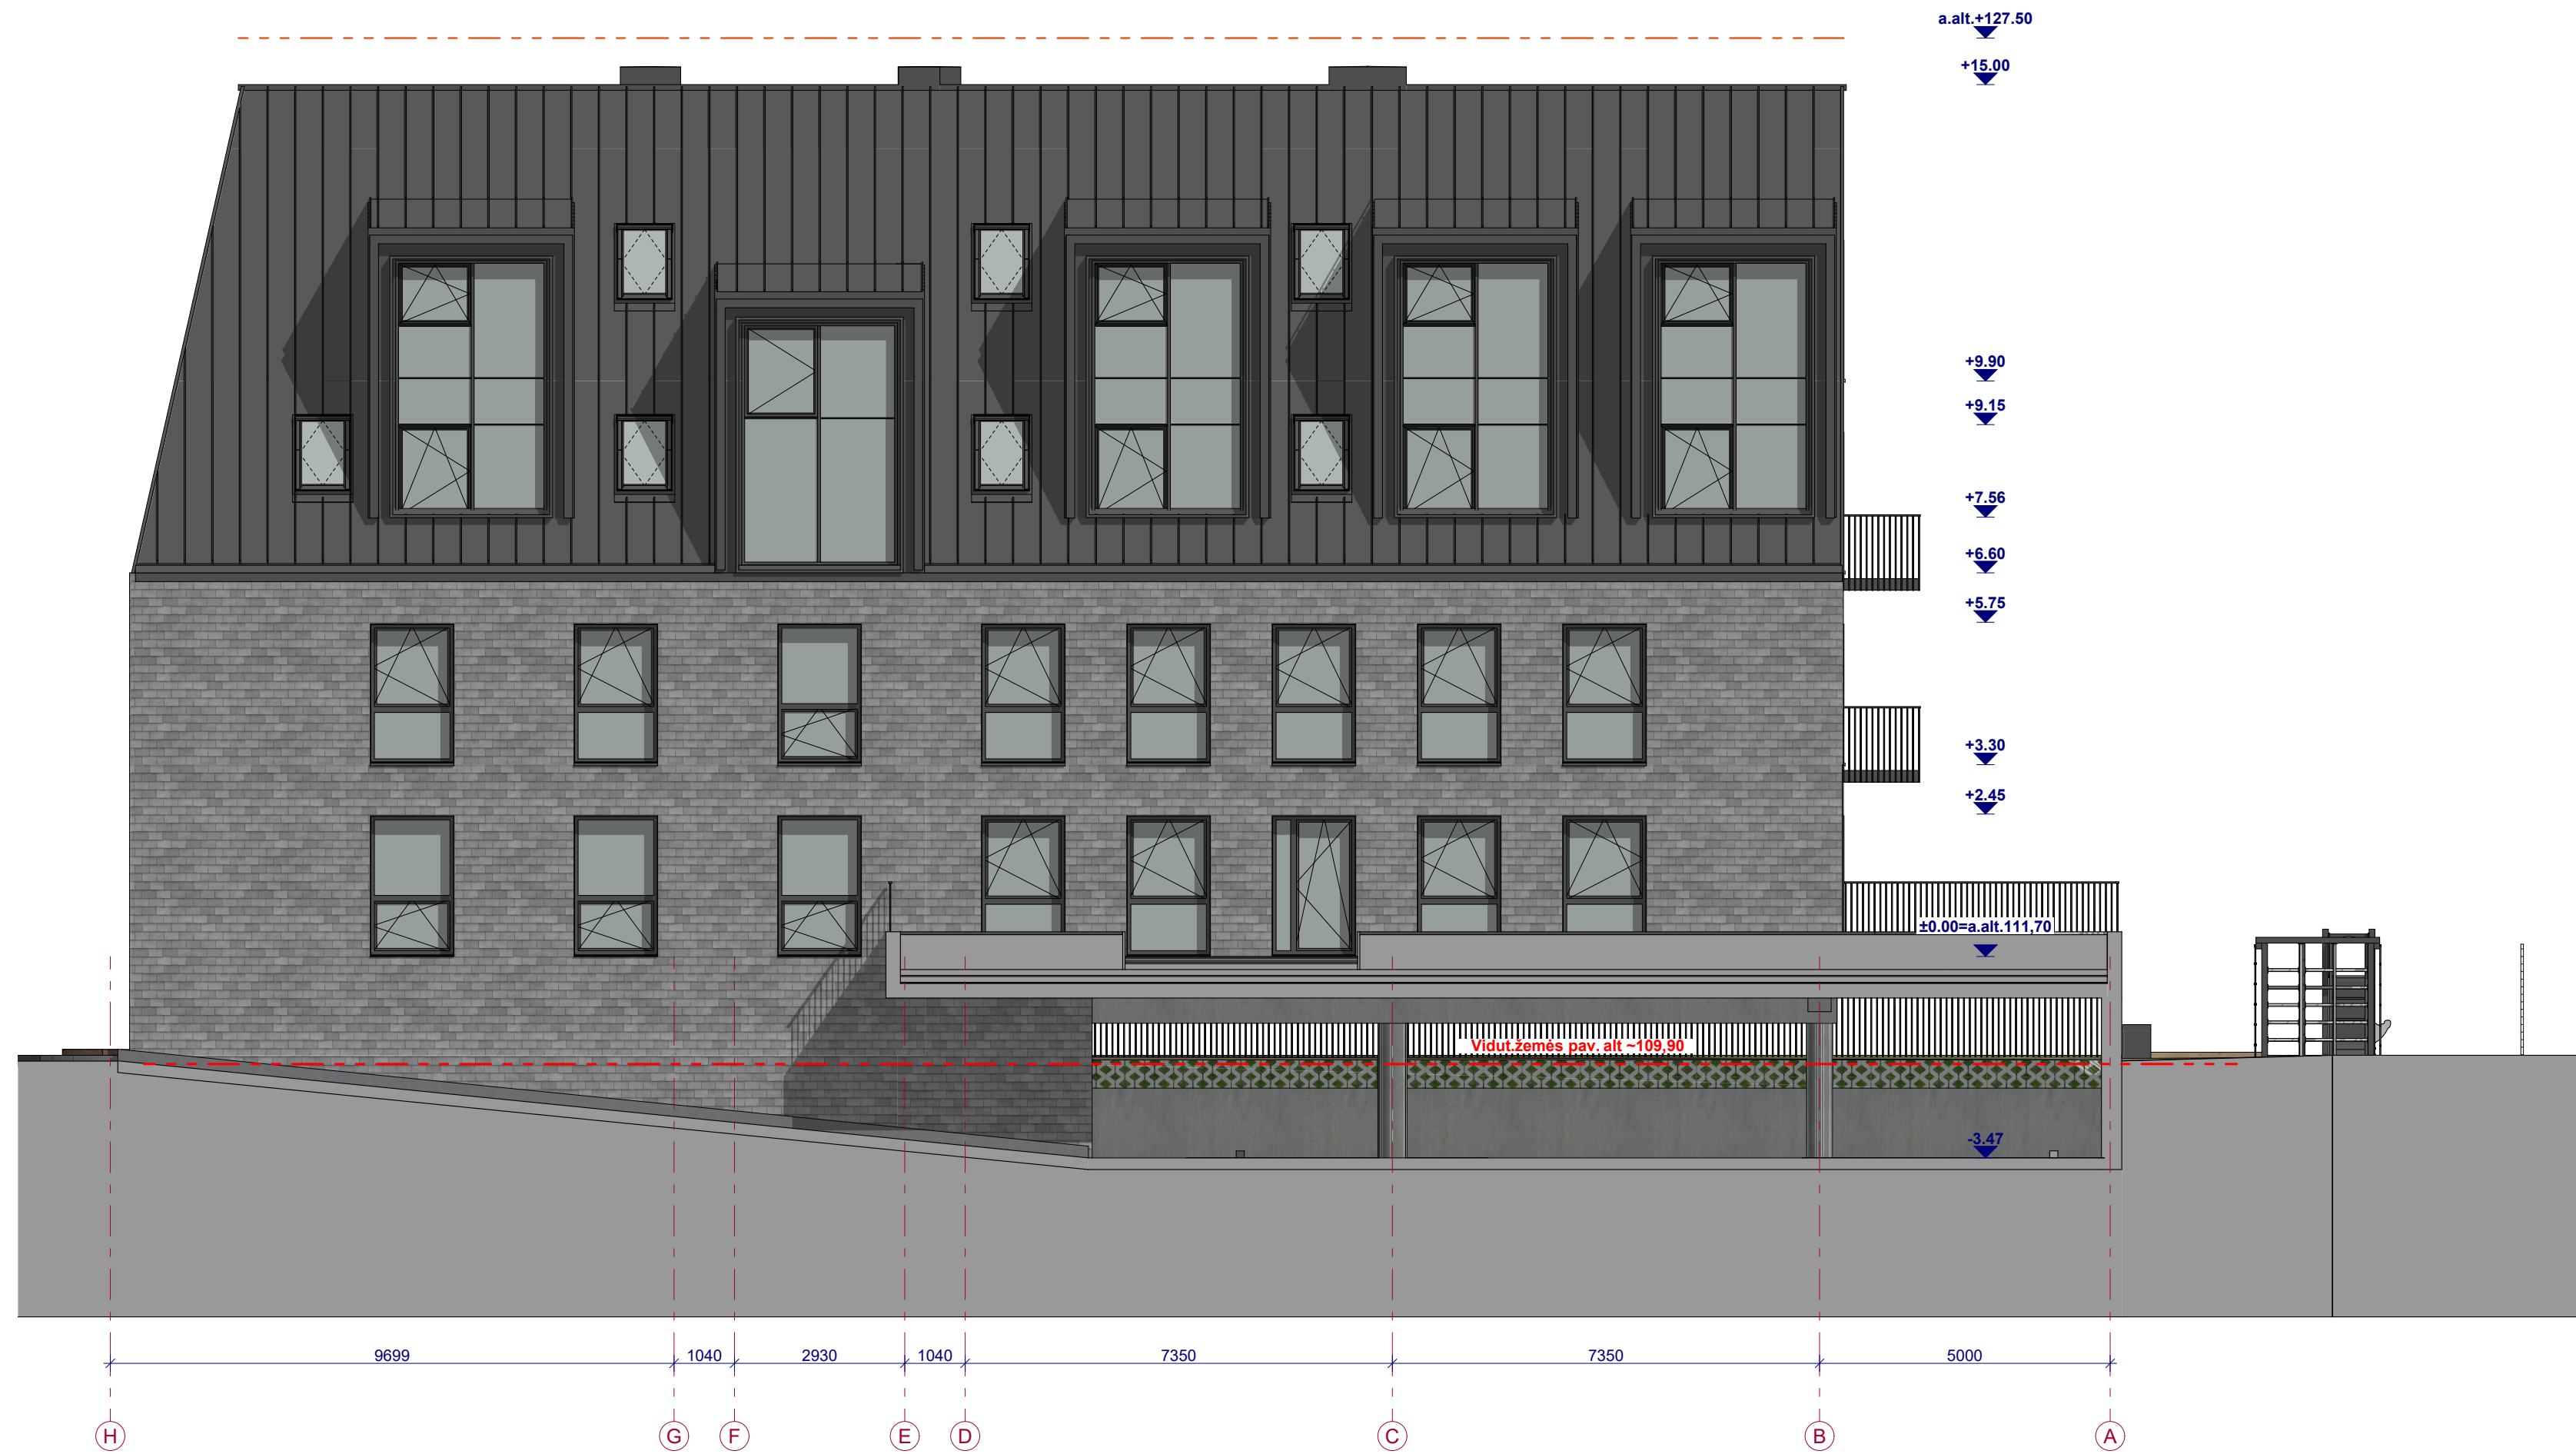 a.alt.+127.50
+15.00
+9.90
+9.15
+7.56
+6.60
+5.75
+3.30
+2.45
±0.00=a.alt.111,70
Vidut.žemės pav. alt ~109,90
-3.47
9699 1040 2930 1040 7350 7350 5000
H G F E D C B A